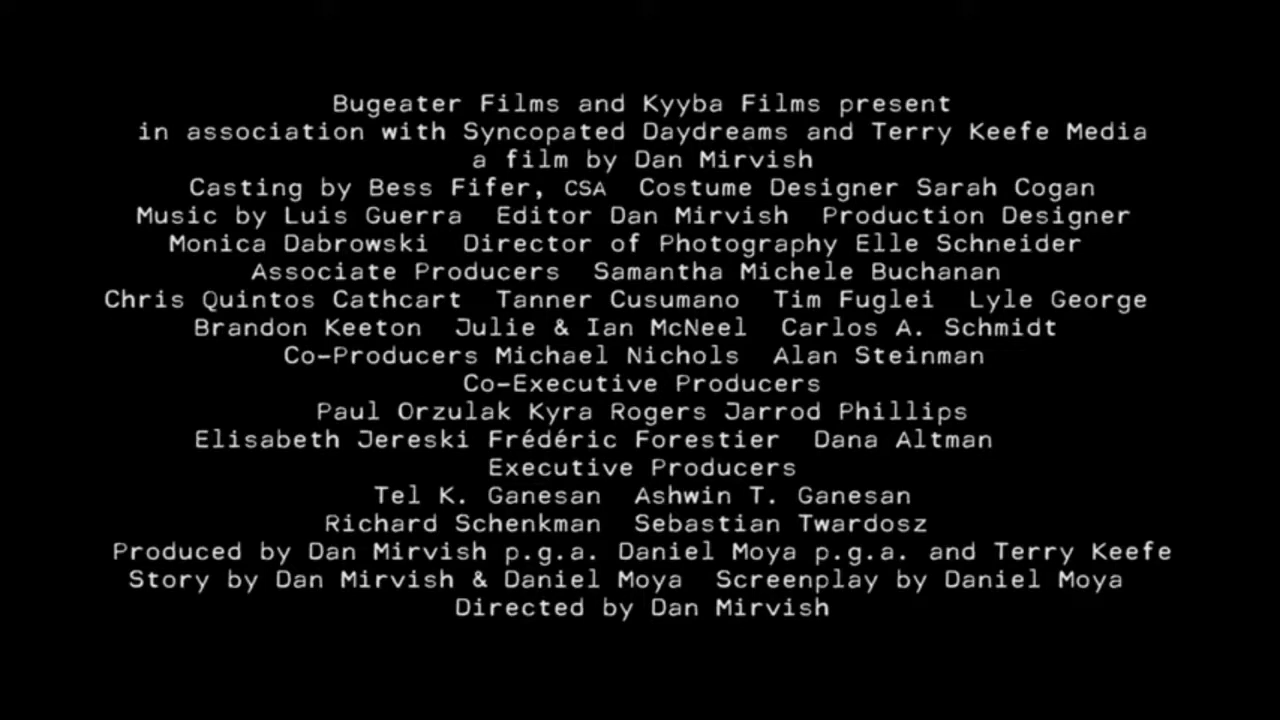 Bugeater Films and Kyyba Films present
in association with Syncopated Daydreams and Terry Keefe Media
a film by Dan Mirvish
Casting by Bess Fifer, CSA  Costume Designer Sarah Cogan
Music by Luis Guerra  Editor Dan Mirvish  Production Designer
Monica Dabrowski  Director of Photography Elle Schneider
Associate Producers  Samantha Michele Buchanan
Chris Quintos Cathcart  Tanner Cusumano  Tim Fuglei  Lyle George
Brandon Keeton  Julie & Ian McNeel  Carlos A. Schmidt
Co-Producers Michael Nichols  Alan Steinman
Co-Executive Producers
Paul Orzulak Kyra Rogers Jarrod Phillips
Elisabeth Jereski Frédéric Forestier  Dana Altman
Executive Producers
Tel K. Ganesan  Ashwin T. Ganesan
Richard Schenkman  Sebastian Twardosz
Produced by Dan Mirvish p.g.a. Daniel Moya p.g.a. and Terry Keefe
Story by Dan Mirvish & Daniel Moya  Screenplay by Daniel Moya
Directed by Dan Mirvish